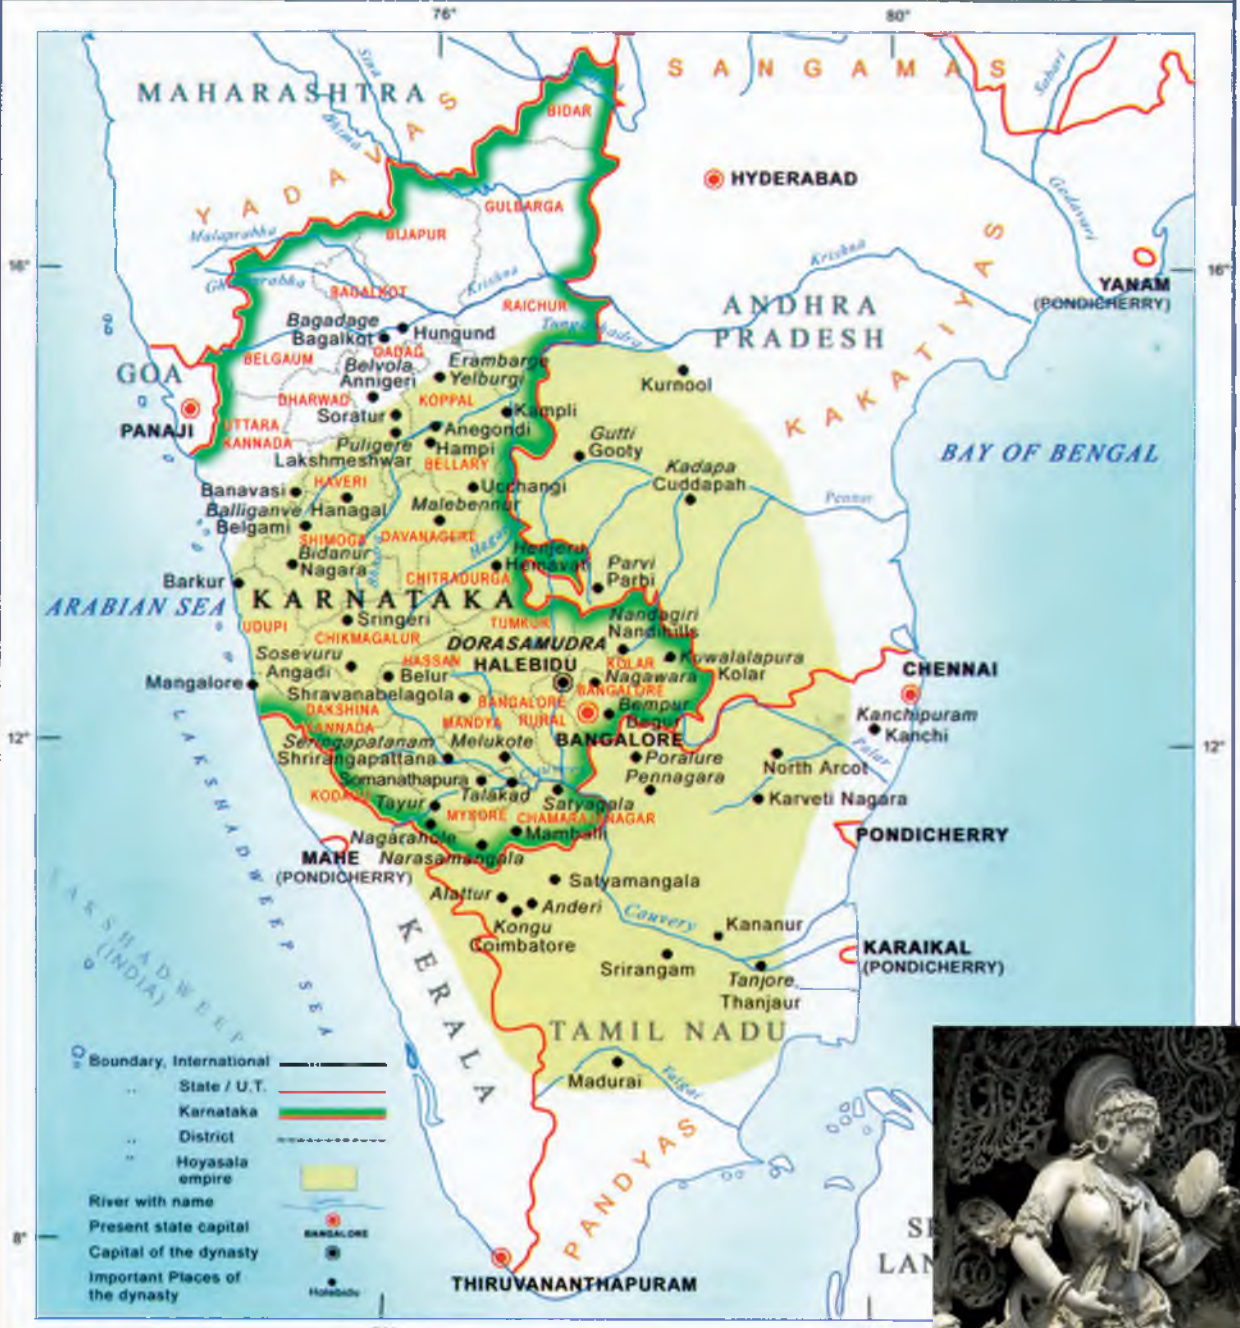 76°
80°
SANGAMAS
MAHARASHTRA
Sina
Bhima
Sabari
BIDAR
YADAVAS
HYDERABAD
Godavari
GULBARGA
Malaprabha
BIJAPUR
16°
16°
Krishna
Krishna
YANAM
(PONDICHERRY)
BAGALKOT
RAICHUR
ANDHRA
PRADESH
KAKATIYAS
Bagadage
Bagalkot
Hungund
GADAG
BELGAUM
Belvola
Annigeri
Erambarge
Yelburgi
GOA
Kurnool
DHARWAD
KOPPAL
Soratur
Kampli
PANAJI
UTTARA
KANNADA
Anegondi
Puligere
Lakshmeshwar
Hampi
BELLARY
Gutti
Gooty
BAY OF BENGAL
Kadapa
Cuddapah
HAVERI
Ucchangi
Banavasi
Hanagal
Malebennur
Pennar
Balliganve
Belgami
SHIMOGA
DAVANAGERE
Bidanur
Nagara
Henjeru
Hemavati
Parvi
Parbi
CHITRADURGA
Barkur
KARNATAKA
ARABIAN SEA
UDUPI
Sringeri
TUMKUR
Nandagiri
Nandihills
CHIKMAGALUR
DORASAMUDRA
HALEBIDU
Sosevuru
Angadi
HASSAN
Belur
KOLAR
Kuwalalapura
Kolar
CHENNAI
Mangalore
Nagawara
BANGALORE
Shravanabelagola
BANGALORE
RURAL
Bempur
Begur
DAKSHINA
KANNADA
MANDYA
Kanchipuram
Kanchi
12°
12°
BANGALORE
Seringapatanam
Shrirangapattana
Melukote
Poralure
Pennagara
North Arcot
Palar
Somanathapura
Cauvery
Talakad
KODAGU
Tayur
Satyagala
Karveti Nagara
MYSORE
CHAMARAJANAGAR
Mamballi
PONDICHERRY
Nagarahole
MAHE
(PONDICHERRY)
Narasamangala
Satyamangala
Alattur
Anderi
Kongu
Coimbatore
Cauvery
Kananur
KARAIKAL
(PONDICHERRY)
Srirangam
Tanjore
Thanjaur
LAKSHADWEEP SEA
LAKSHADWEEP
(INDIA)
KERALA
TAMIL NADU
Madurai
Vaigai
PANDYAS
THIRUVANANTHAPURAM
8°
Boundary, International
,, State / U.T.
Karnataka
,, District
,, Hoyasala
empire
River with name
Present state capital
BANGALORE
Capital of the dynasty
Important Places of
the dynasty
Halebidu
LAN